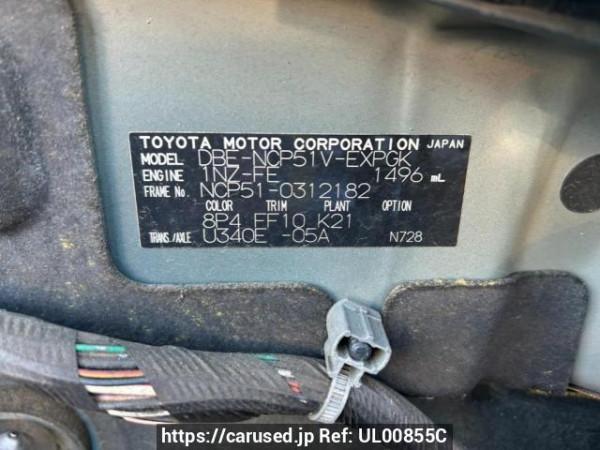 TOYOTA MOTOR CORPORATION JAPAN
MODEL DBE-NCP51V-EXPGK
ENGINE 1NZ-FE 1496 mL
FRAME No. NCP51-0312182
COLOR TRIM PLANT OPTION
8P4 FF10 K21
TRANS./AXLE U340E -05A N728
https://carused.jp Ref: UL00855C